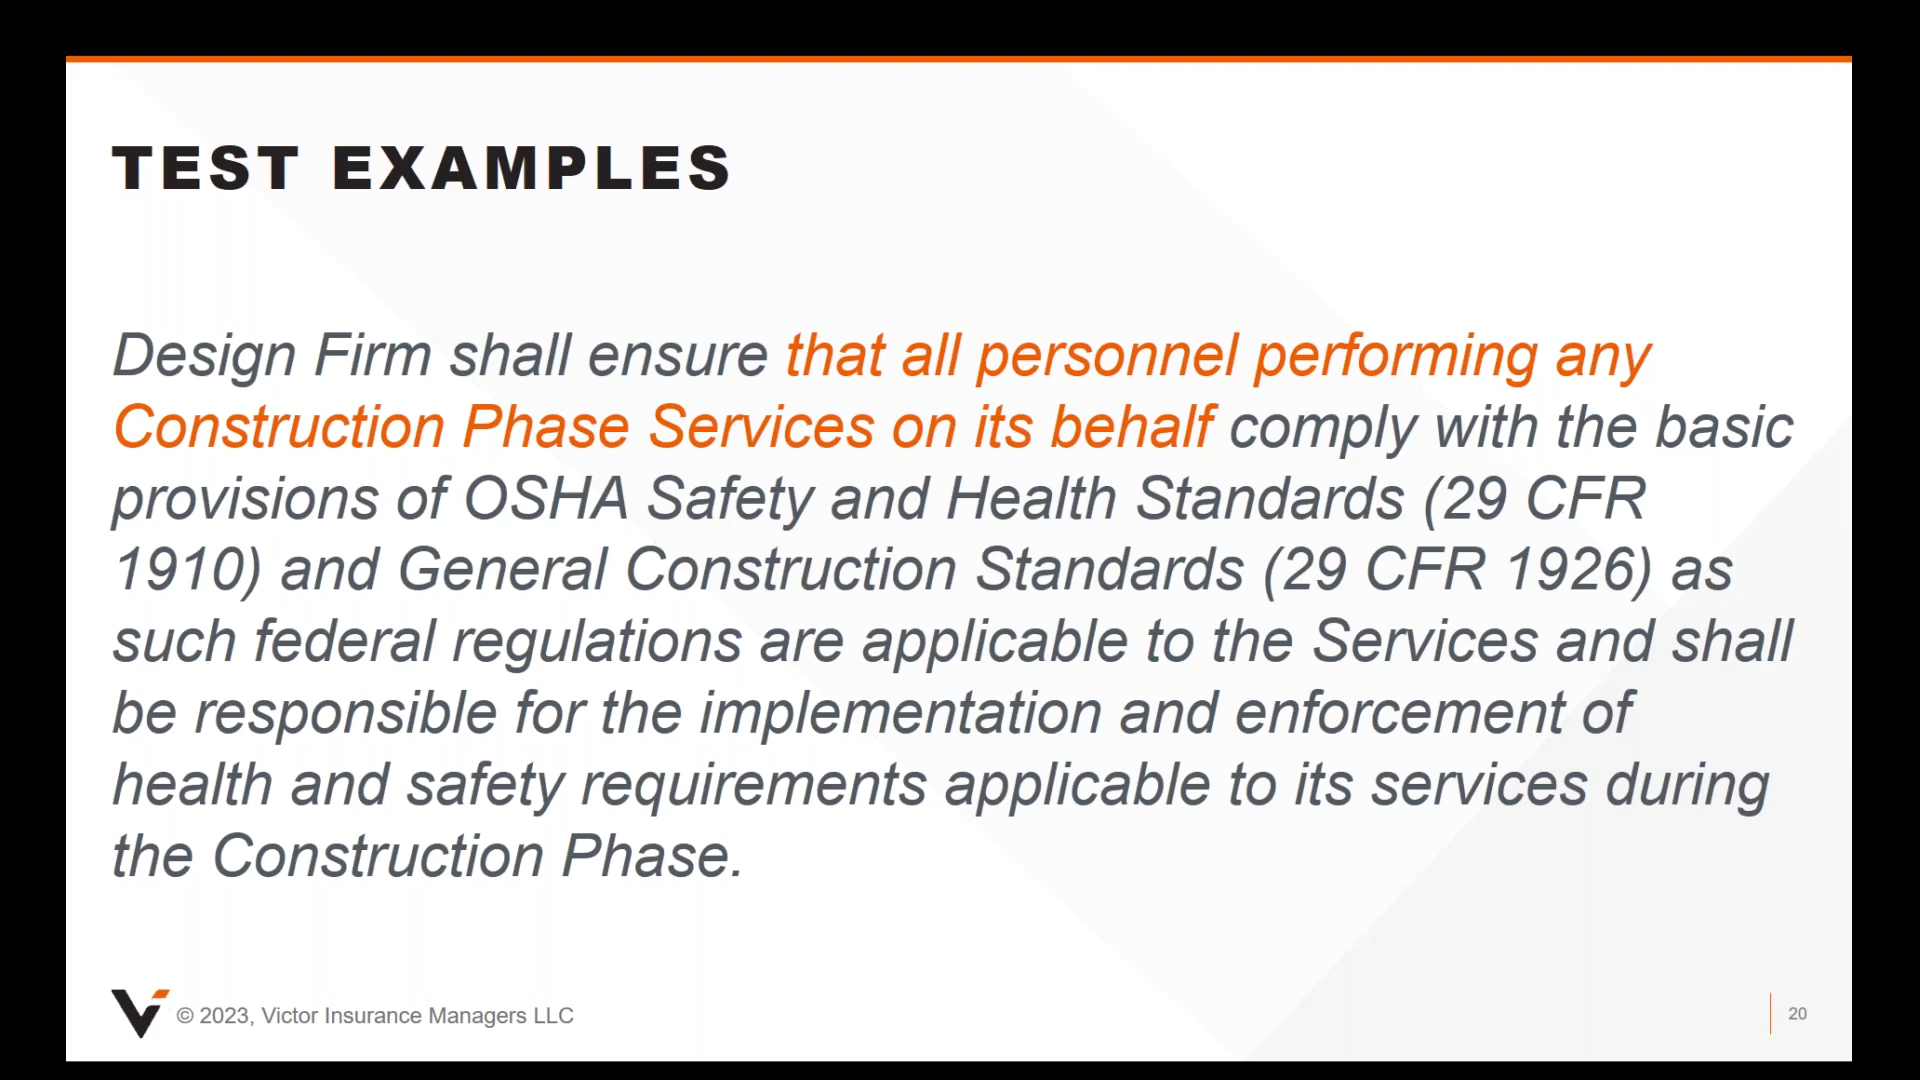 TEST EXAMPLES
Design Firm shall ensure that all personnel performing any
Construction Phase Services on its behalf comply with the basic
provisions of OSHA Safety and Health Standards (29 CFR
1910) and General Construction Standards (29 CFR 1926) as
such federal regulations are applicable to the Services and shall
be responsible for the implementation and enforcement of
health and safety requirements applicable to its services during
the Construction Phase.
© 2023, Victor Insurance Managers LLC
20